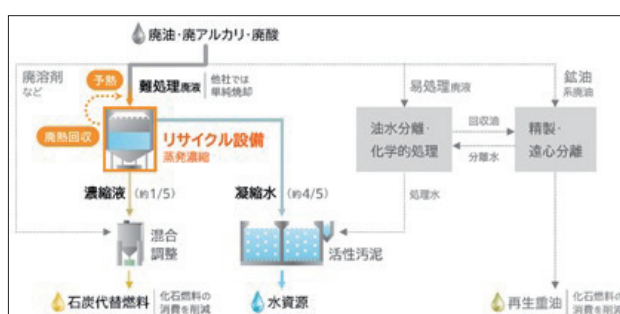 廃油・廃アルカリ・廃酸
廃溶剤
など
予熱
難処理廃液
他社では
単純焼却
易処理廃液
鉱油
系廃油
廃熱回収
リサイクル設備
蒸発濃縮
油水分離・
化学的処理
回収油
分離水
精製・
遠心分離
濃縮液 (約1/5)
凝縮水 (約4/5)
処理水
混合
調整
活性汚泥
石炭代替燃料
化石燃料の
消費を削減
水資源
再生重油
化石燃料の
消費を削減